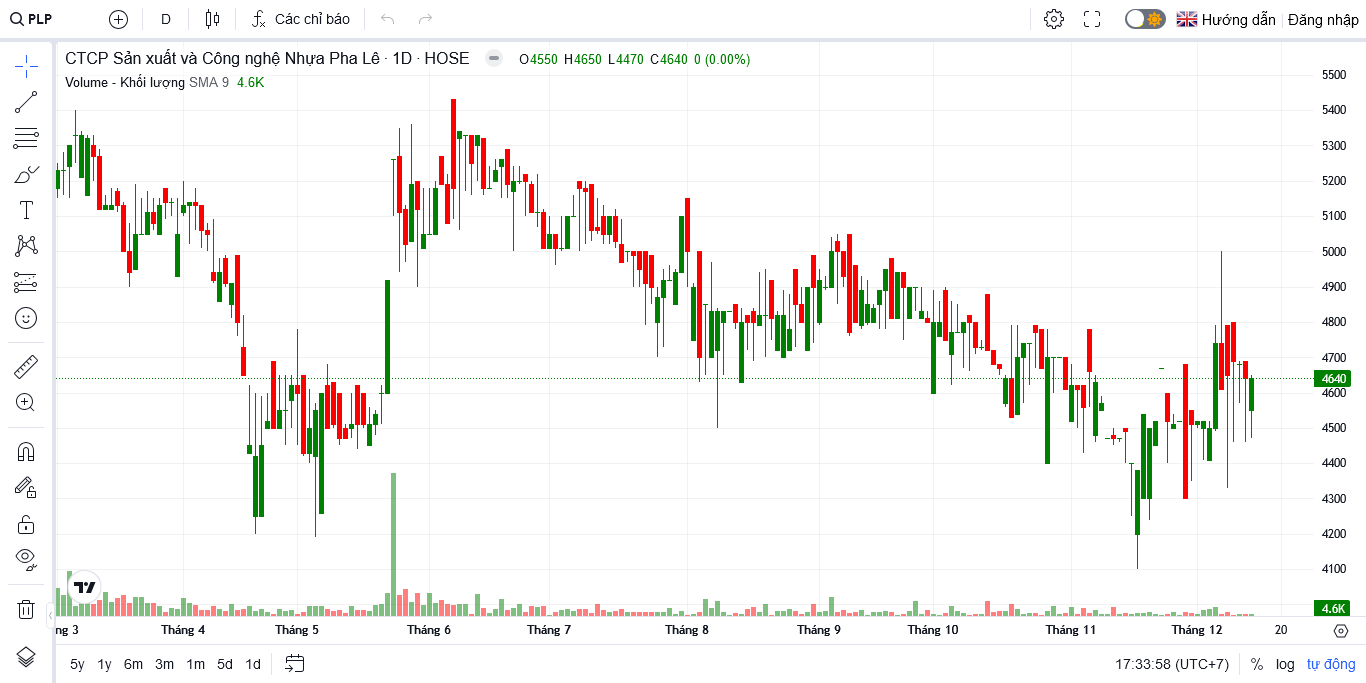 PLP D Các chỉ báo Hướng dẫn Đăng nhập
CTCP Sản xuất và Công nghệ Nhựa Pha Lê · 1D · HOSE O4550 H4650 L4470 C4640 0 (0.00%)
Volume - Khối lượng SMA 9 4.6K
5500
5400
5300
5200
5100
5000
4900
4800
4700
4640
4600
4500
4400
4300
4200
4100
4.6K
ng 3 Tháng 4 Tháng 5 Tháng 6 Tháng 7 Tháng 8 Tháng 9 Tháng 10 Tháng 11 Tháng 12 20
5y 1y 6m 3m 1m 5d 1d 17:33:58 (UTC+7) % log tự động